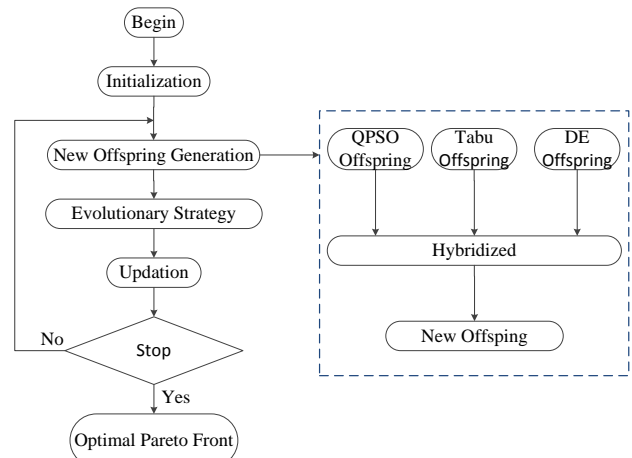 Begin
Initialization
New Offspring Generation
Evolutionary Strategy
Updation
No
Stop
Yes
Optimal Pareto Front
QPSO
Offspring
Tabu
Offspring
DE
Offspring
Hybridized
New Offsping